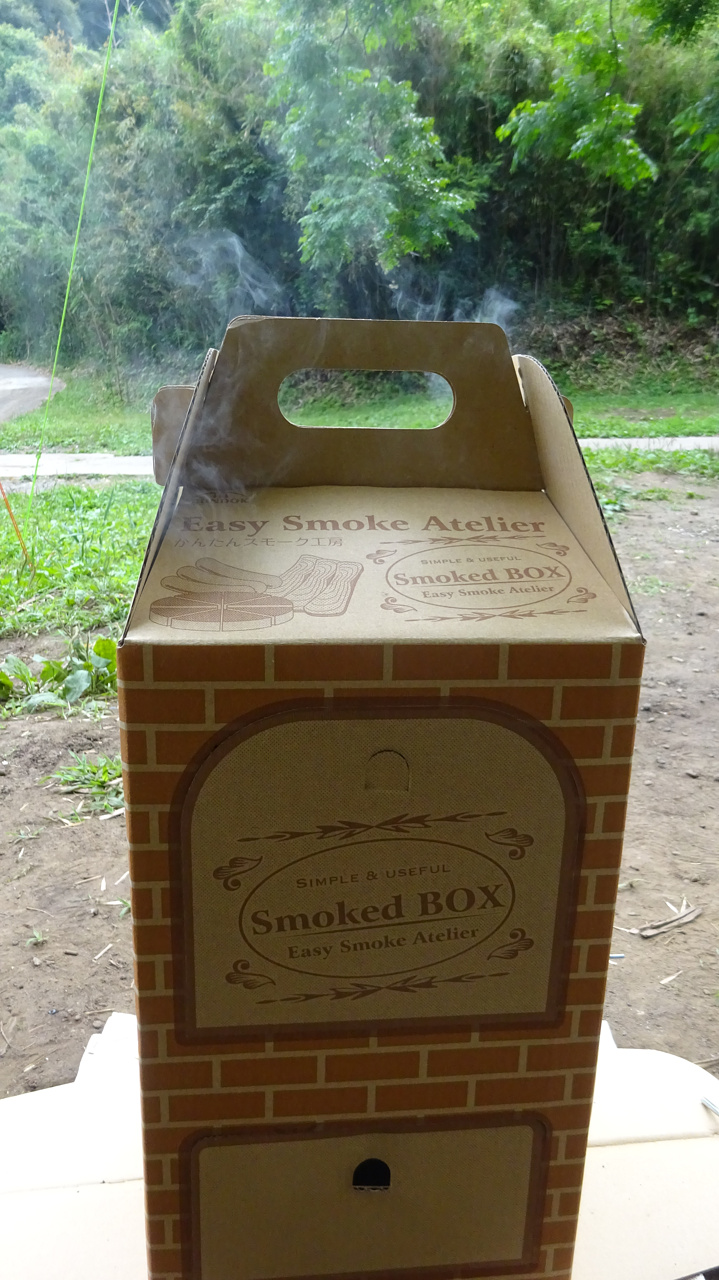 Easy Smoke Atelier
かんたんスモーク工房
SIMPLE & USEFUL
Smoked BOX
Easy Smoke Atelier
SIMPLE & USEFUL
Smoked BOX
Easy Smoke Atelier